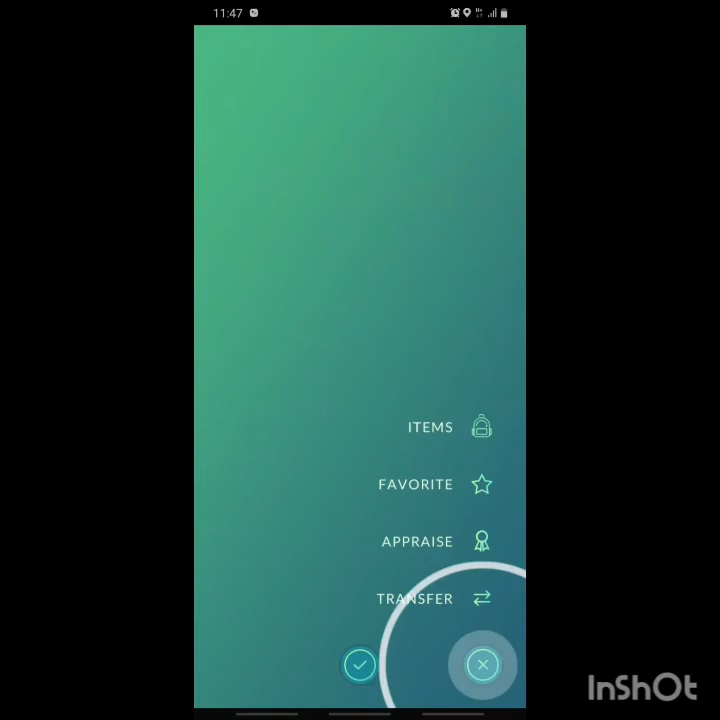 11:47
ITEMS
FAVORITE
APPRAISE
TRANSFER
InShOt